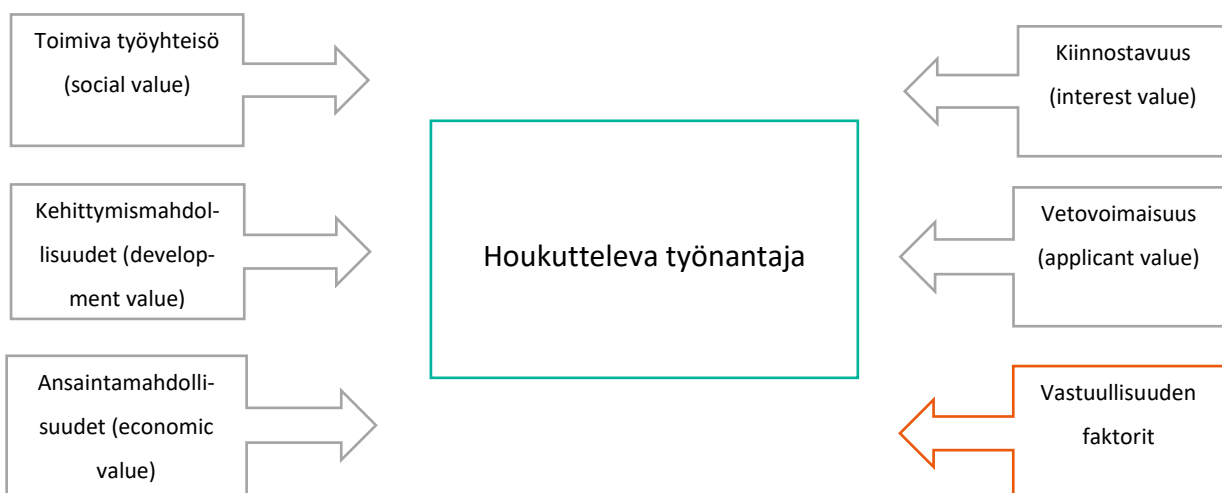 Toimiva työyhteisö
(social value)
Kehittymismahdol-
lisuudet (develop-
ment value)
Ansaintamahdolli-
suudet (economic
value)
Houkutteleva työnantaja
Kiinnostavuus
(interest value)
Vetovoimaisuus
(applicant value)
Vastuullisuuden
faktorit